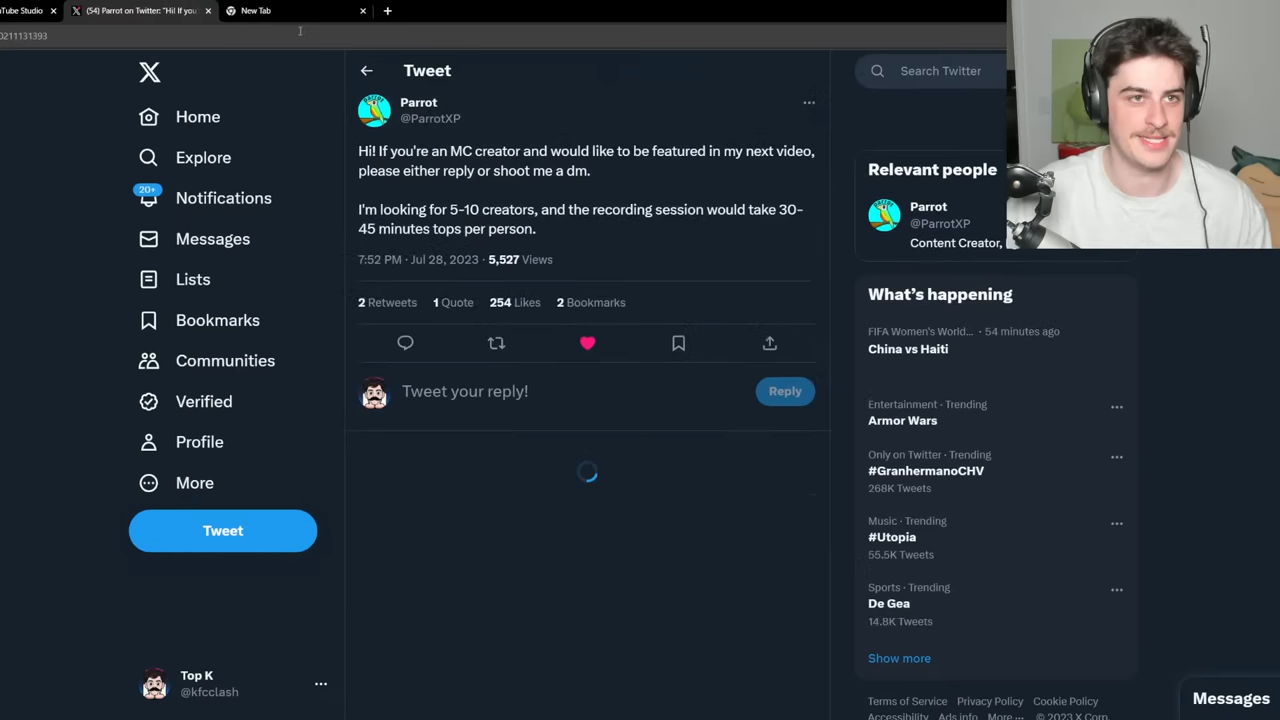 Tube Studio
(54) Parrot on Twitter: "Hi! If you
New Tab
0211131393
Home
Explore
20+
Notifications
Messages
Lists
Bookmarks
Communities
Verified
Profile
More
Tweet
Top K
@kfcclash
Tweet
Parrot
@ParrotXP
Hi! If you're an MC creator and would like to be featured in my next video,
please either reply or shoot me a dm.
I'm looking for 5-10 creators, and the recording session would take 30-
45 minutes tops per person.
7:52 PM · Jul 28, 2023 · 5,527 Views
2 Retweets 1 Quote 254 Likes 2 Bookmarks
Tweet your reply!
Reply
Search Twitter
Relevant people
Parrot
@ParrotXP
Content Creator,
What's happening
FIFA Women's World... · 54 minutes ago
China vs Haiti
Entertainment · Trending
Armor Wars
Only on Twitter · Trending
#GranhermanoCHV
268K Tweets
Music · Trending
#Utopia
55.5K Tweets
Sports · Trending
De Gea
14.8K Tweets
Show more
Terms of Service Privacy Policy Cookie Policy
Accessibility Ads info More ... © 2023 X Corp.
Messages